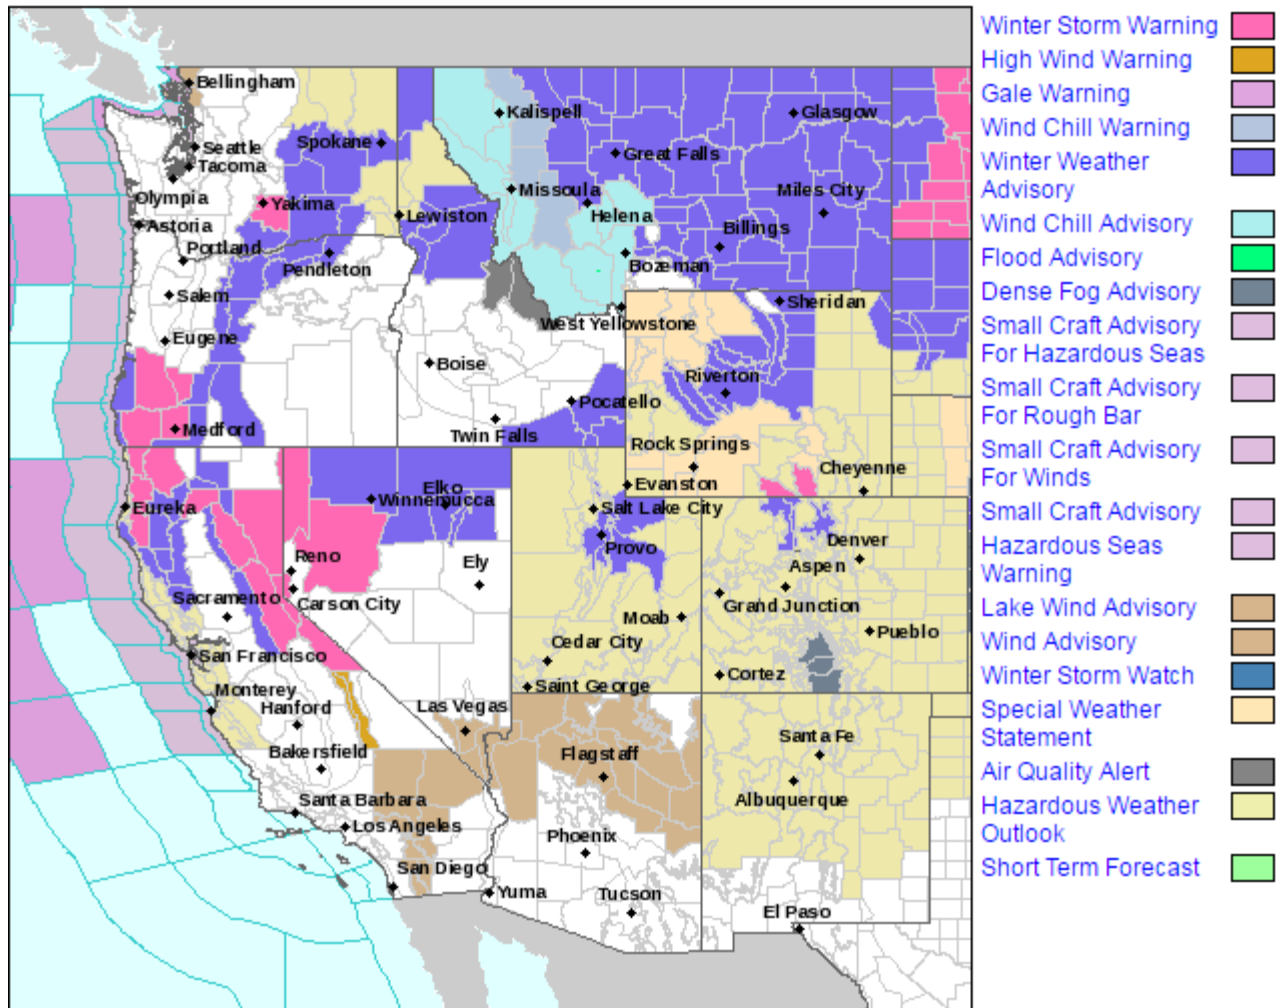 Bellingham
Kalispell
Glasgow
Seattle
Spokane
Great Falls
Tacoma
Missoula
Miles City
Olympia
Yakima
Lewiston
Helena
Astoria
Billings
Portland
Pendleton
Bozeman
Salem
Sheridan
West Yellowstone
Eugene
Boise
Riverton
Pocatello
Medford
Twin Falls
Rock Springs
Cheyenne
Evanston
Elko
Winnemucca
Eureka
Salt Lake City
Denver
Provo
Reno
Ely
Aspen
Sacramento
Carson City
Grand Junction
Moab
Pueblo
Cedar City
San Francisco
Cortez
Monterey
Saint George
Hanford
Las Vegas
Santa Fe
Bakersfield
Flagstaff
Santa Barbara
Albuquerque
Los Angeles
Phoenix
San Diego
Yuma
Tucson
El Paso
Winter Storm Warning
High Wind Warning
Gale Warning
Wind Chill Warning
Winter Weather
Advisory
Wind Chill Advisory
Flood Advisory
Dense Fog Advisory
Small Craft Advisory
For Hazardous Seas
Small Craft Advisory
For Rough Bar
Small Craft Advisory
For Winds
Small Craft Advisory
Hazardous Seas
Warning
Lake Wind Advisory
Wind Advisory
Winter Storm Watch
Special Weather
Statement
Air Quality Alert
Hazardous Weather
Outlook
Short Term Forecast